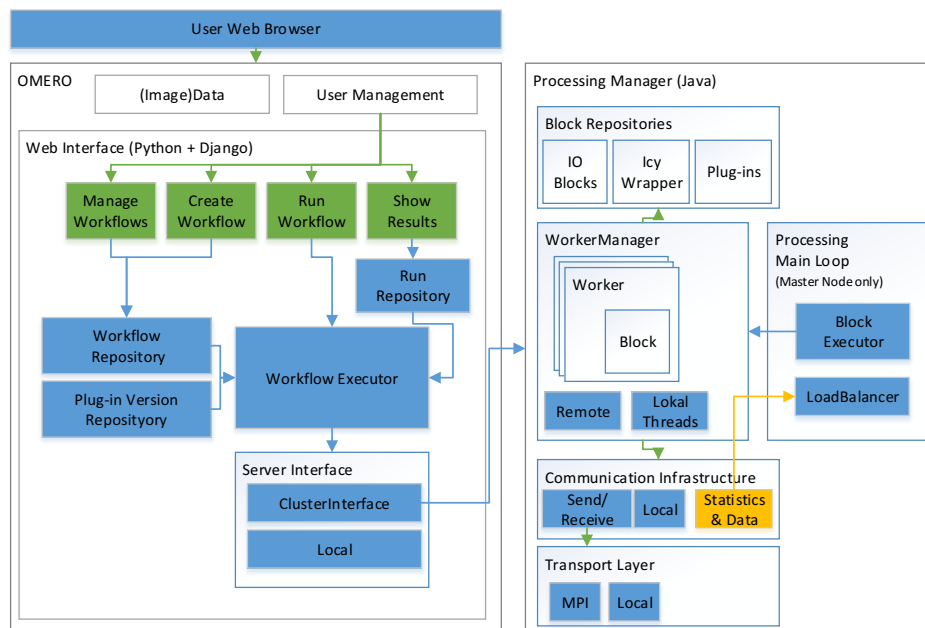 User Web Browser
OMERO
(Image)Data
User Management
Web Interface (Python + Django)
Manage
Workflows
Create
Workflow
Run
Workflow
Show
Results
Run
Repository
Workflow
Repository
Plug-in Version
Reposityory
Workflow Executor
Server Interface
ClusterInterface
Local
Processing Manager (Java)
Block Repositories
IO
Blocks
Icy
Wrapper
Plug-ins
WorkerManager
Worker
Block
Remote
Lokal
Threads
Processing
Main Loop
(Master Node only)
Block
Executor
LoadBalancer
Communication Infrastructure
Send/
Receive
Local
Statistics
& Data
Transport Layer
MPI
Local